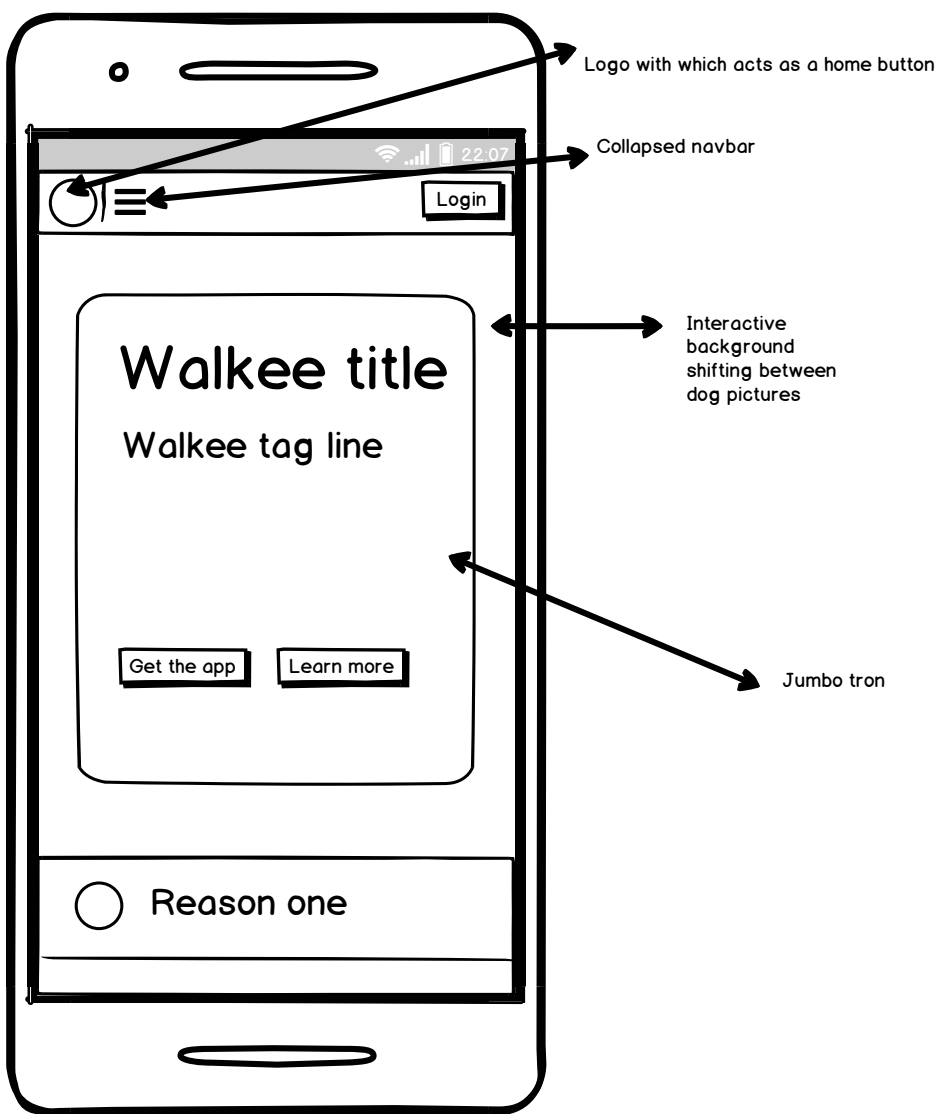 Logo with which acts as a home button
Collapsed navbar
22:07
Login
Interactive
background
shifting between
dog pictures
Walkee title
Walkee tag line
Get the app
Learn more
Jumbo tron
Reason one